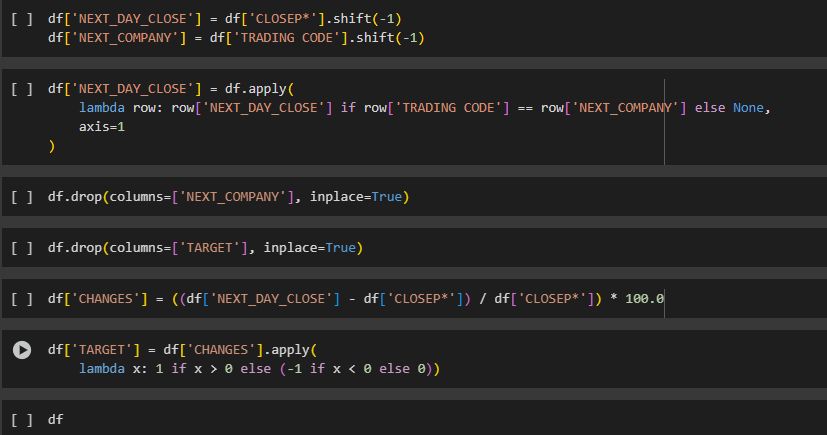 [ ] df['NEXT_DAY_CLOSE'] = df['CLOSEP*'].shift(-1)
df['NEXT_COMPANY'] = df['TRADING CODE'].shift(-1)
[ ] df['NEXT_DAY_CLOSE'] = df.apply(
lambda row: row['NEXT_DAY_CLOSE'] if row['TRADING CODE'] == row['NEXT_COMPANY'] else None,
axis=1
)
[ ] df.drop(columns=['NEXT_COMPANY'], inplace=True)
[ ] df.drop(columns=['TARGET'], inplace=True)
[ ] df['CHANGES'] = ((df['NEXT_DAY_CLOSE'] - df['CLOSEP*']) / df['CLOSEP*']) * 100.0
df['TARGET'] = df['CHANGES'].apply(
lambda x: 1 if x > 0 else (-1 if x < 0 else 0))
[ ] df